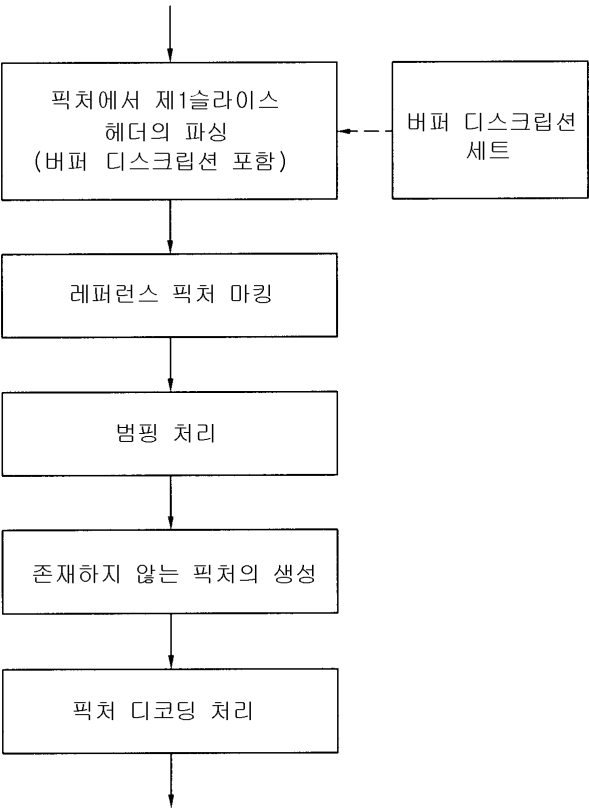 픽처에서 제1슬라이스
헤더의 파싱
(버퍼 디스크립션 포함)
버퍼 디스크립션
세트
레퍼런스 픽처 마킹
범핑 처리
존재하지 않는 픽처의 생성
픽처 디코딩 처리